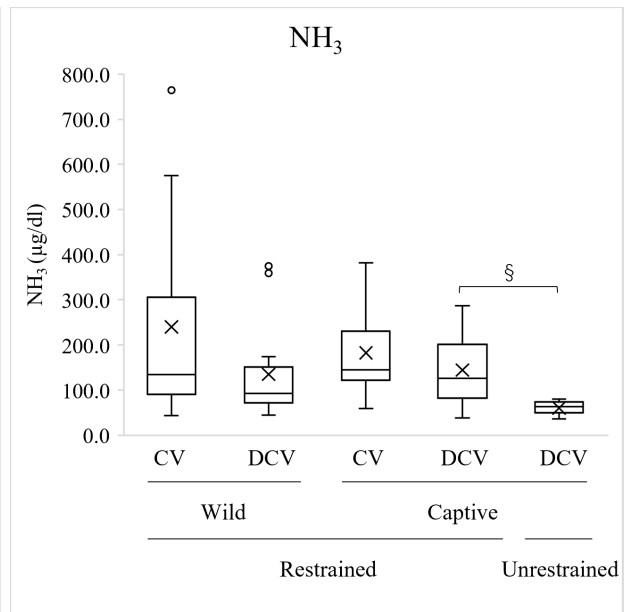 NH₃
800.0
700.0
600.0
500.0
400.0
300.0
200.0
100.0
0.0
NH₃ (µg/dl)
§
CV DCV CV DCV DCV
Wild Captive
Restrained Unrestrained